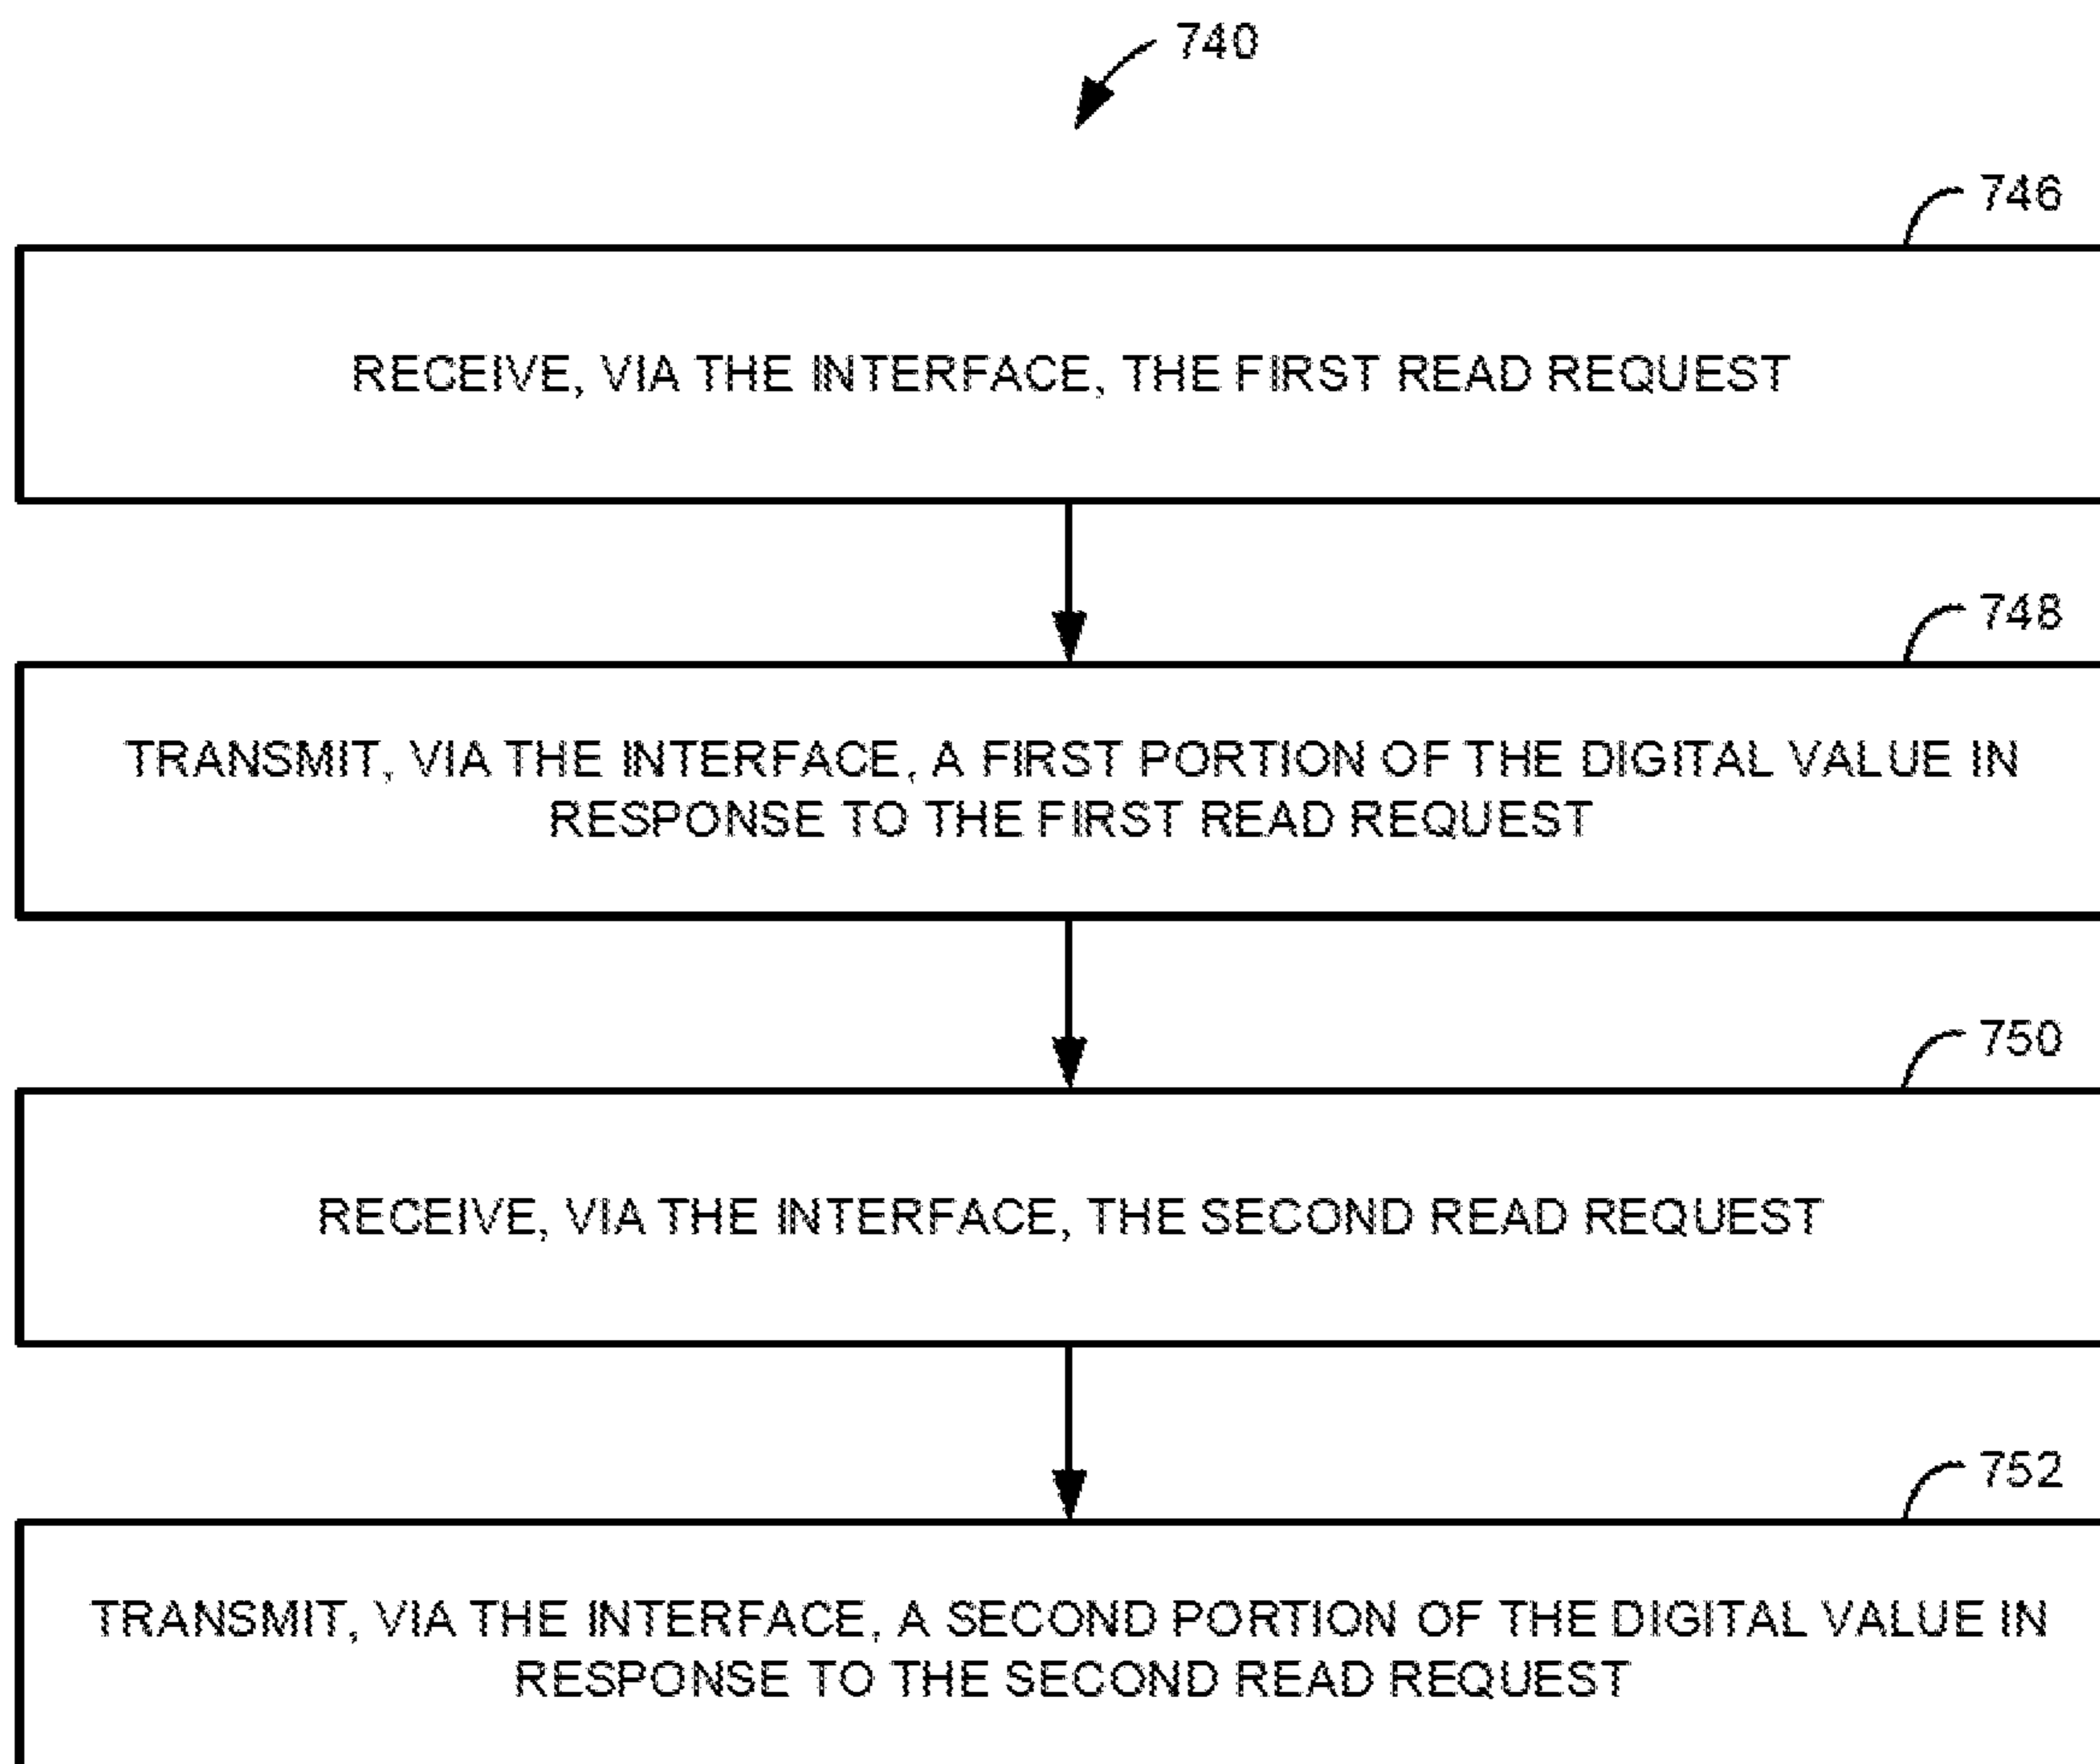 740
746
RECEIVE, VIA THE INTERFACE, THE FIRST READ REQUEST
748
TRANSMIT, VIA THE INTERFACE, A FIRST PORTION OF THE DIGITAL VALUE IN
RESPONSE TO THE FIRST READ REQUEST
750
RECEIVE, VIA THE INTERFACE, THE SECOND READ REQUEST
752
TRANSMIT, VIA THE INTERFACE, A SECOND PORTION OF THE DIGITAL VALUE IN
RESPONSE TO THE SECOND READ REQUEST